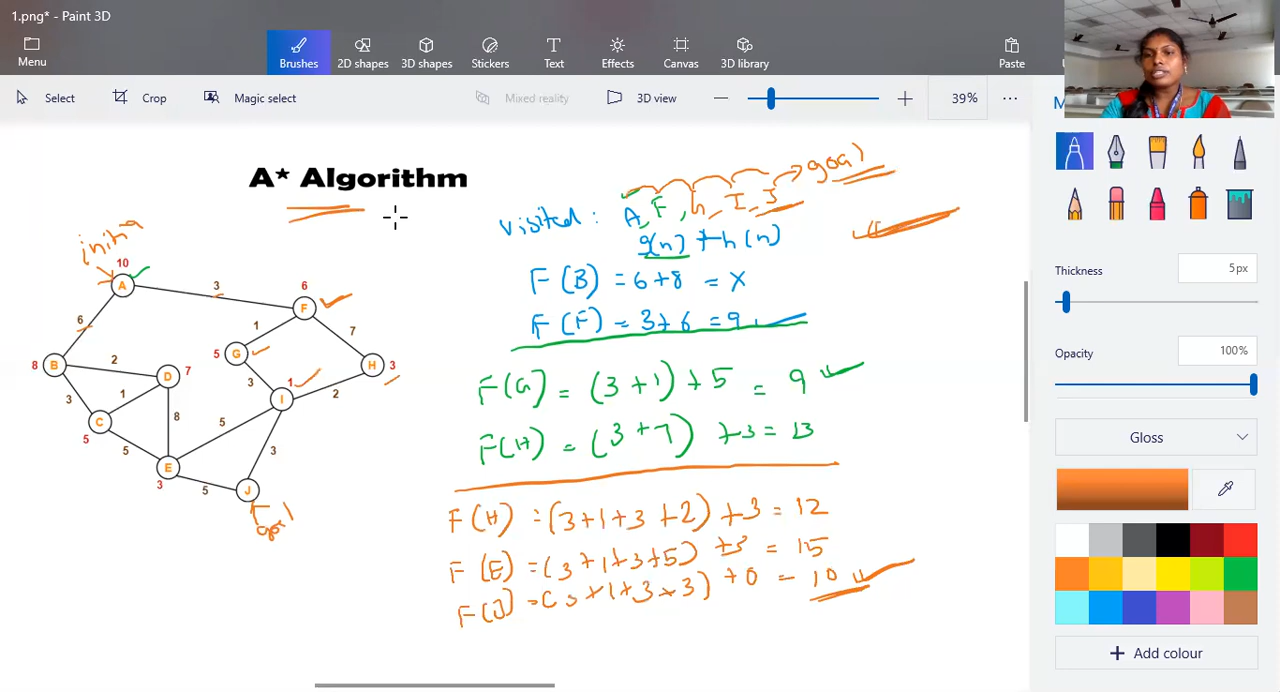 1.png* - Paint 3D
Menu
Brushes
2D shapes
3D shapes
Stickers
Text
Effects
Canvas
3D library
Paste
Select
Crop
Magic select
Mixed reality
3D view
39%
A* Algorithm
goal
visited : A, F, G, I, J
g(n) + h(n)
F(B) = 6+8 = x
F(F) = 3+6 = 9
F(G) = (3+1) +5 = 9
F(H) = (3+7) +3 = 13
F(H) = (3+1+3+2) +3 = 12
F(E) = (3+1+3+5) +3 = 15
F(J) = (3+1+3+3) +0 = 10
10
A
3
6
F
6
1
7
8
B
2
D
7
5
G
H
3
3
1
3
1
I
2
C
5
8
5
5
3
E
3
5
J
goal
Thickness
5px
Opacity
100%
Gloss
+ Add colour